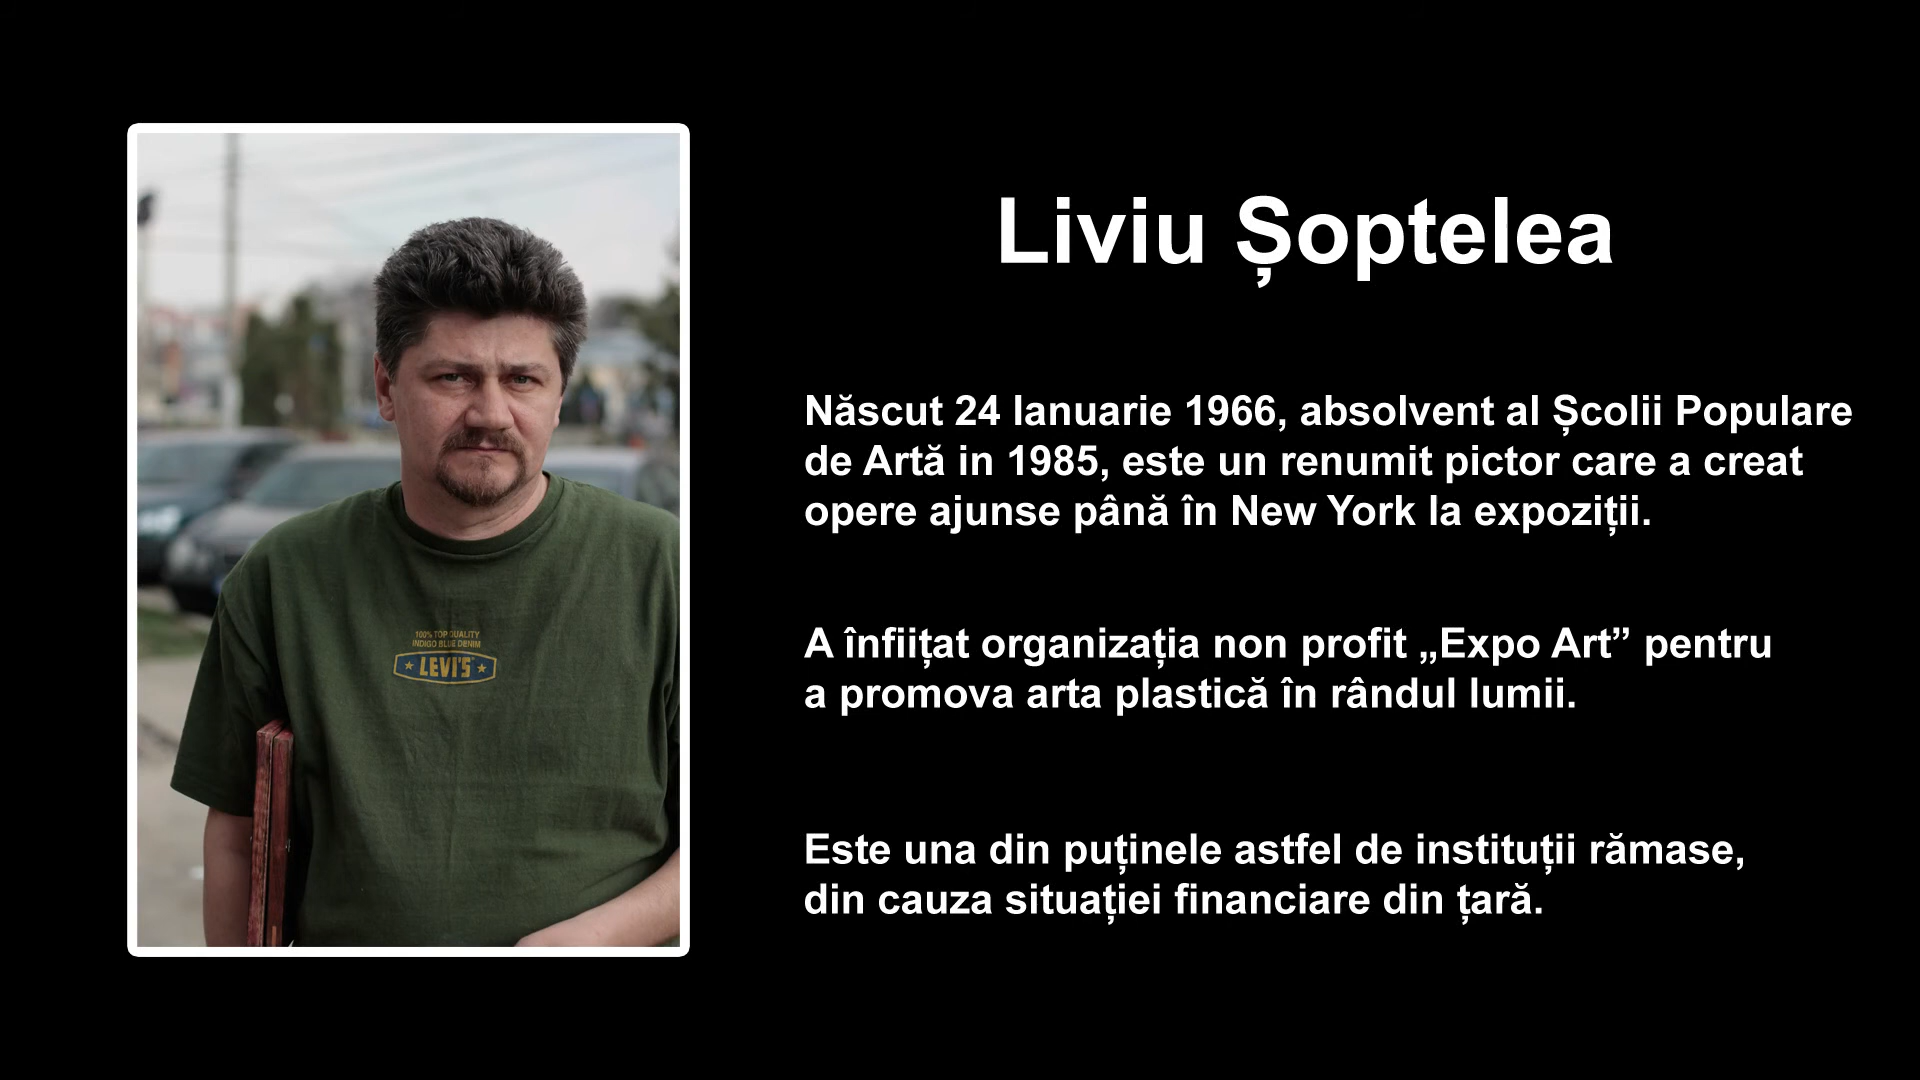 Liviu Șoptelea
Născut 24 Ianuarie 1966, absolvent al Școlii Populare
de Artă in 1985, este un renumit pictor care a creat
opere ajunse până în New York la expoziții.
A înființat organizația non profit „Expo Art” pentru
a promova arta plastică în rândul lumii.
Este una din puținele astfel de instituții rămase,
din cauza situației financiare din țară.
100% TOP QUALITY
INDIGO BLUE DENIM
LEVI'S